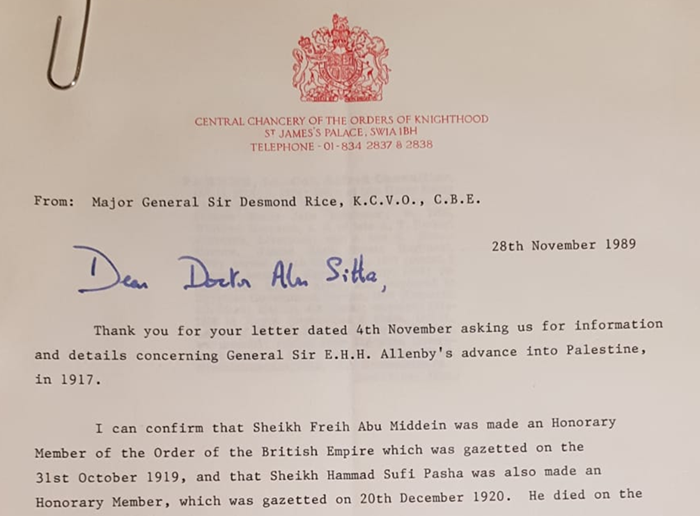 CENTRAL CHANCERY OF THE ORDERS OF KNIGHTHOOD
ST JAMES'S PALACE, SW1A 1BH
TELEPHONE - 01-834 2837 & 2838
From: Major General Sir Desmond Rice, K.C.V.O., C.B.E.
28th November 1989
Dear Doctor Abu Sitta,
Thank you for your letter dated 4th November asking us for information
and details concerning General Sir E.H.H. Allenby's advance into Palestine,
in 1917.
I can confirm that Sheikh Freih Abu Middein was made an Honorary
Member of the Order of the British Empire which was gazetted on the
31st October 1919, and that Sheikh Hammad Sufi Pasha was also made an
Honorary Member, which was gazetted on 20th December 1920. He died on the